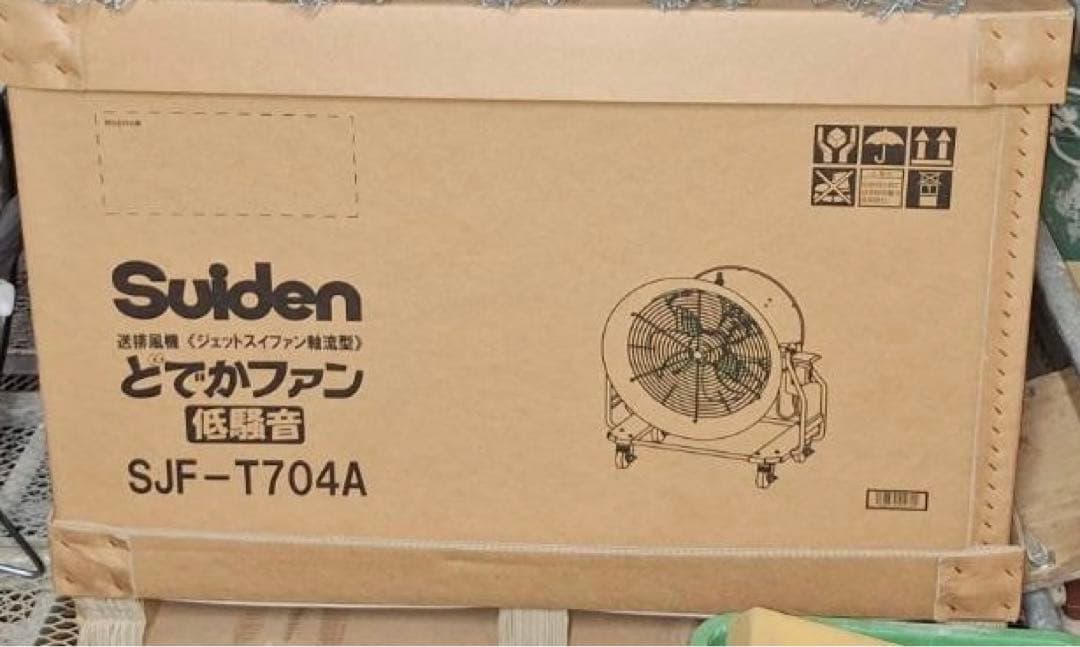 Suiden
送排風機《ジェットスイファン軸流型》
どでかファン
低騒音
SJF-T704A